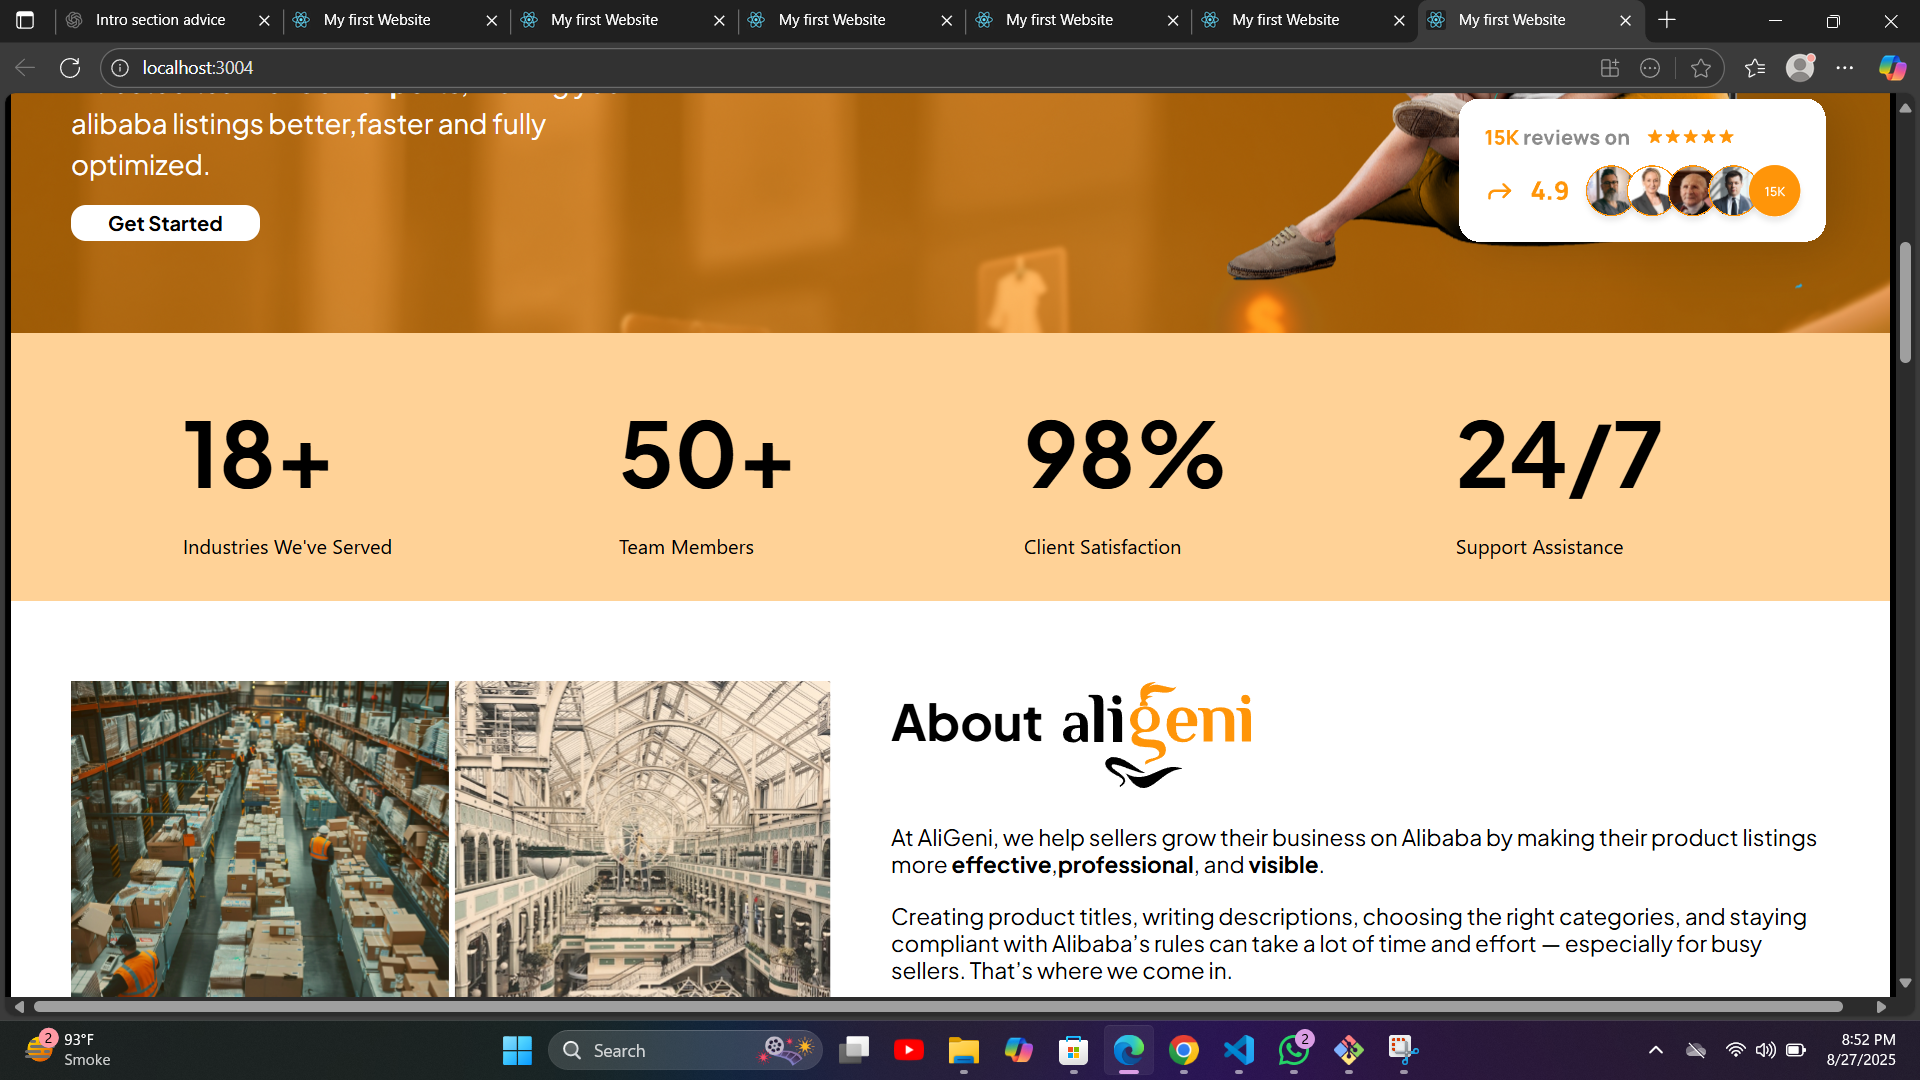 Intro section advice
My first Website
My first Website
My first Website
My first Website
My first Website
My first Website
localhost:3004
alibaba listings better,faster and fully
optimized.
Get Started
15K reviews on
4.9
15K
18+
Industries We've Served
50+
Team Members
98%
Client Satisfaction
24/7
Support Assistance
About aligeni
At AliGeni, we help sellers grow their business on Alibaba by making their product listings
more effective,professional, and visible.
Creating product titles, writing descriptions, choosing the right categories, and staying
compliant with Alibaba’s rules can take a lot of time and effort — especially for busy
sellers. That’s where we come in.
2
93°F
Smoke
Search
2
8:52 PM
8/27/2025